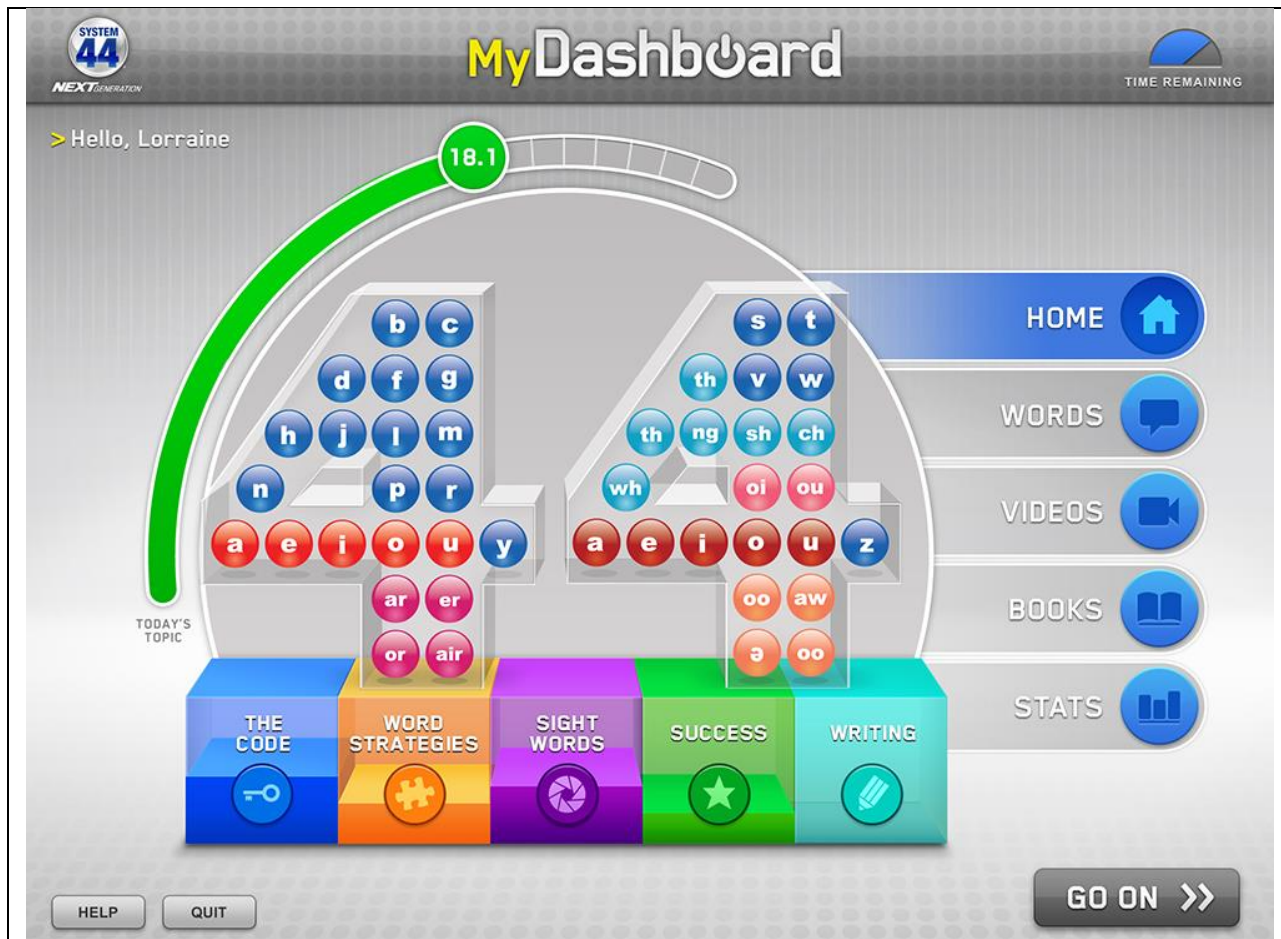 SYSTEM
44
NEXT GENERATION
MyDashboard
TIME REMAINING
> Hello, Lorraine
18.1
b c
s t
d f g
th v w
h j l m
th ng sh ch
n p r
wh oi ou
a e i o u y
a e i o u z
ar er
oo aw
or air
ə oo
TODAY'S
TOPIC
HOME
WORDS
VIDEOS
BOOKS
STATS
THE
CODE
WORD
STRATEGIES
SIGHT
WORDS
SUCCESS
WRITING
HELP
QUIT
GO ON